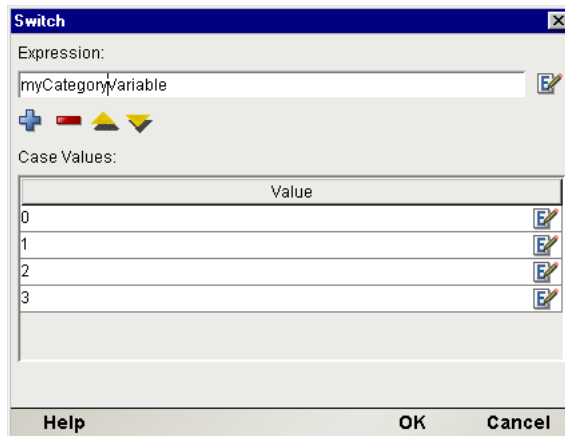 Switch
Expression:
myCategoryVariable
Case Values:
Value
0
1
2
3
Help OK Cancel